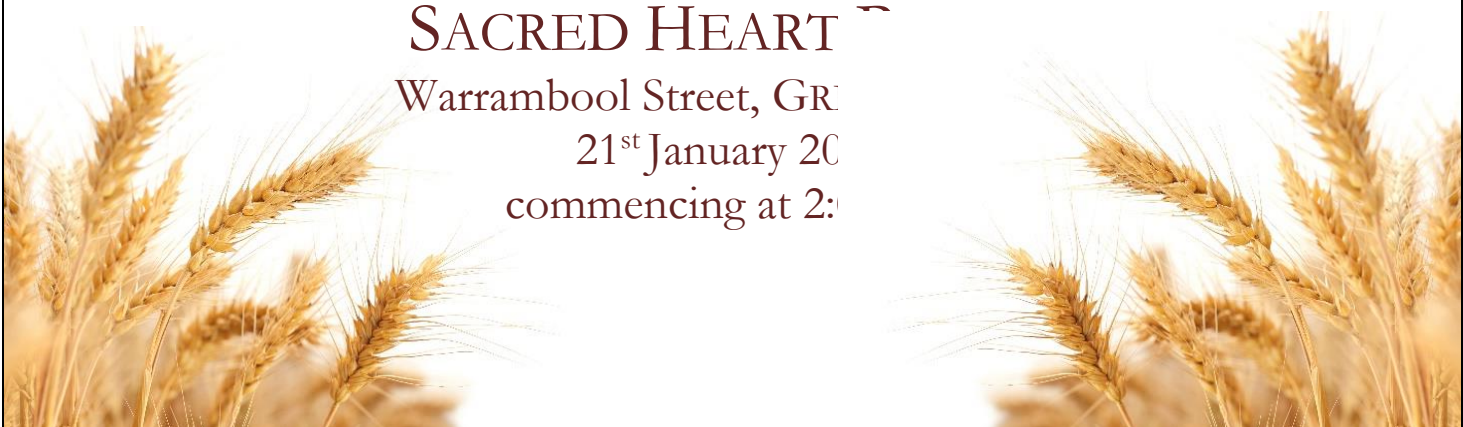 SACRED HEART
Warrambool Street,
21st January
commencing at